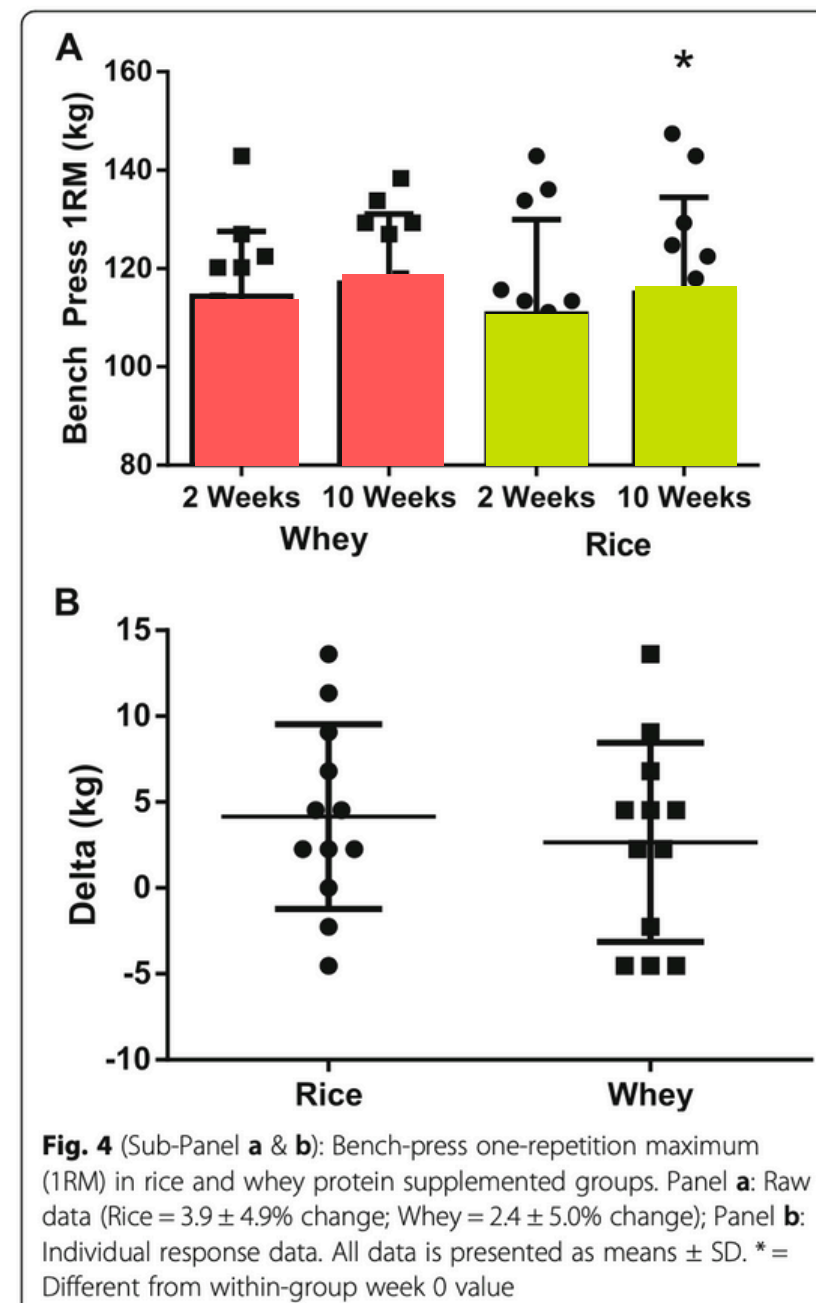 A
160
*
140
120
100
80
Bench Press 1RM (kg)
2 Weeks 10 Weeks 2 Weeks 10 Weeks
Whey Rice
B
15
10
5
0
-5
-10
Delta (kg)
Rice Whey
Fig. 4 (Sub-Panel a & b): Bench-press one-repetition maximum
(1RM) in rice and whey protein supplemented groups. Panel a: Raw
data (Rice = 3.9 ± 4.9% change; Whey = 2.4 ± 5.0% change); Panel b:
Individual response data. All data is presented as means ± SD. * =
Different from within-group week 0 value